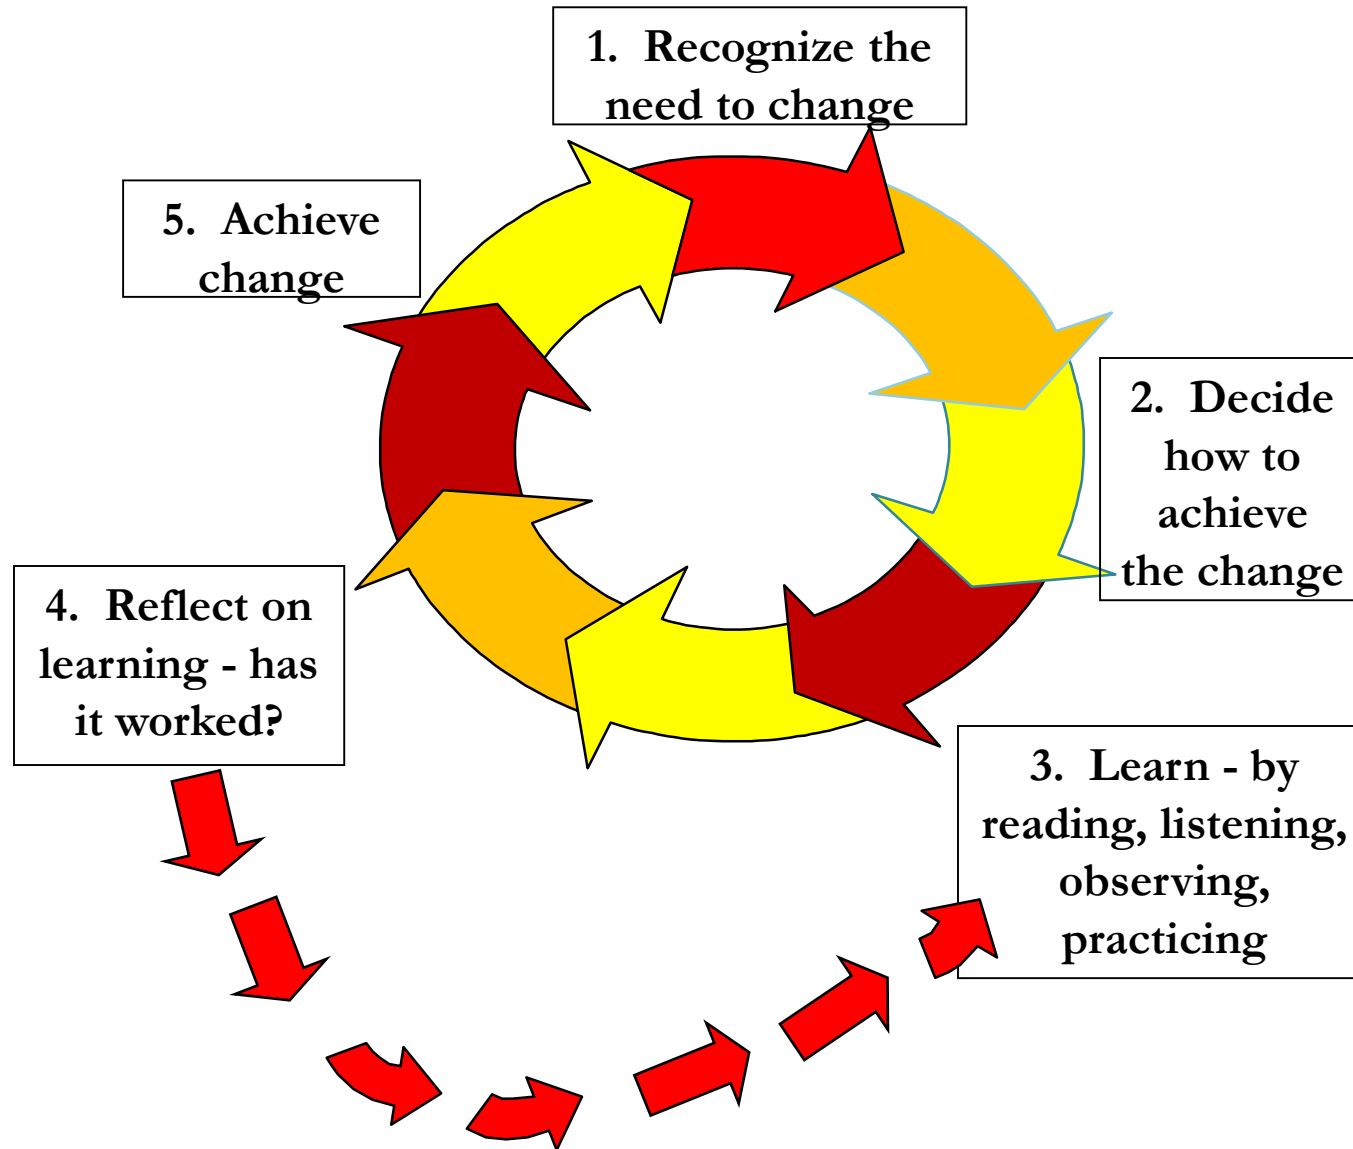 1. Recognize the
need to change
2. Decide
how to
achieve
the change
3. Learn - by
reading, listening,
observing,
practicing
4. Reflect on
learning - has
it worked?
5. Achieve
change